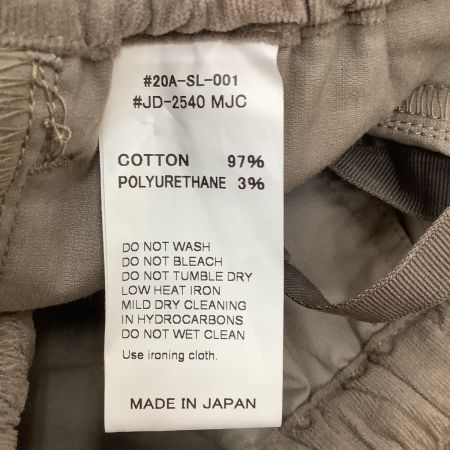 #20A-SL-001
#JD-2540 MJC
COTTON 97%
POLYURETHANE 3%
DO NOT WASH
DO NOT BLEACH
DO NOT TUMBLE DRY
LOW HEAT IRON
MILD DRY CLEANING
IN HYDROCARBONS
DO NOT WET CLEAN
Use ironing cloth.
MADE IN JAPAN